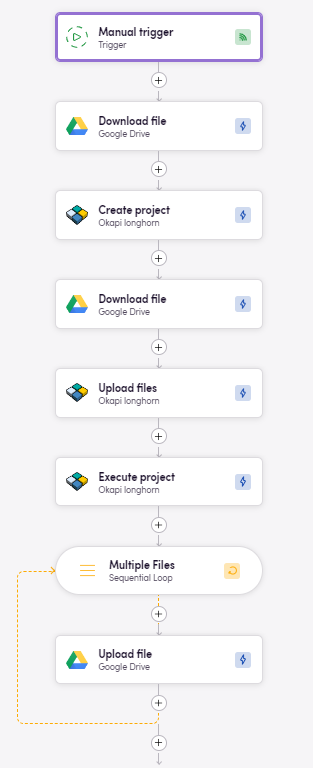 Manual trigger
Trigger
Download file
Google Drive
Create project
Okapi longhorn
Download file
Google Drive
Upload files
Okapi longhorn
Execute project
Okapi longhorn
Multiple Files
Sequential Loop
Upload file
Google Drive